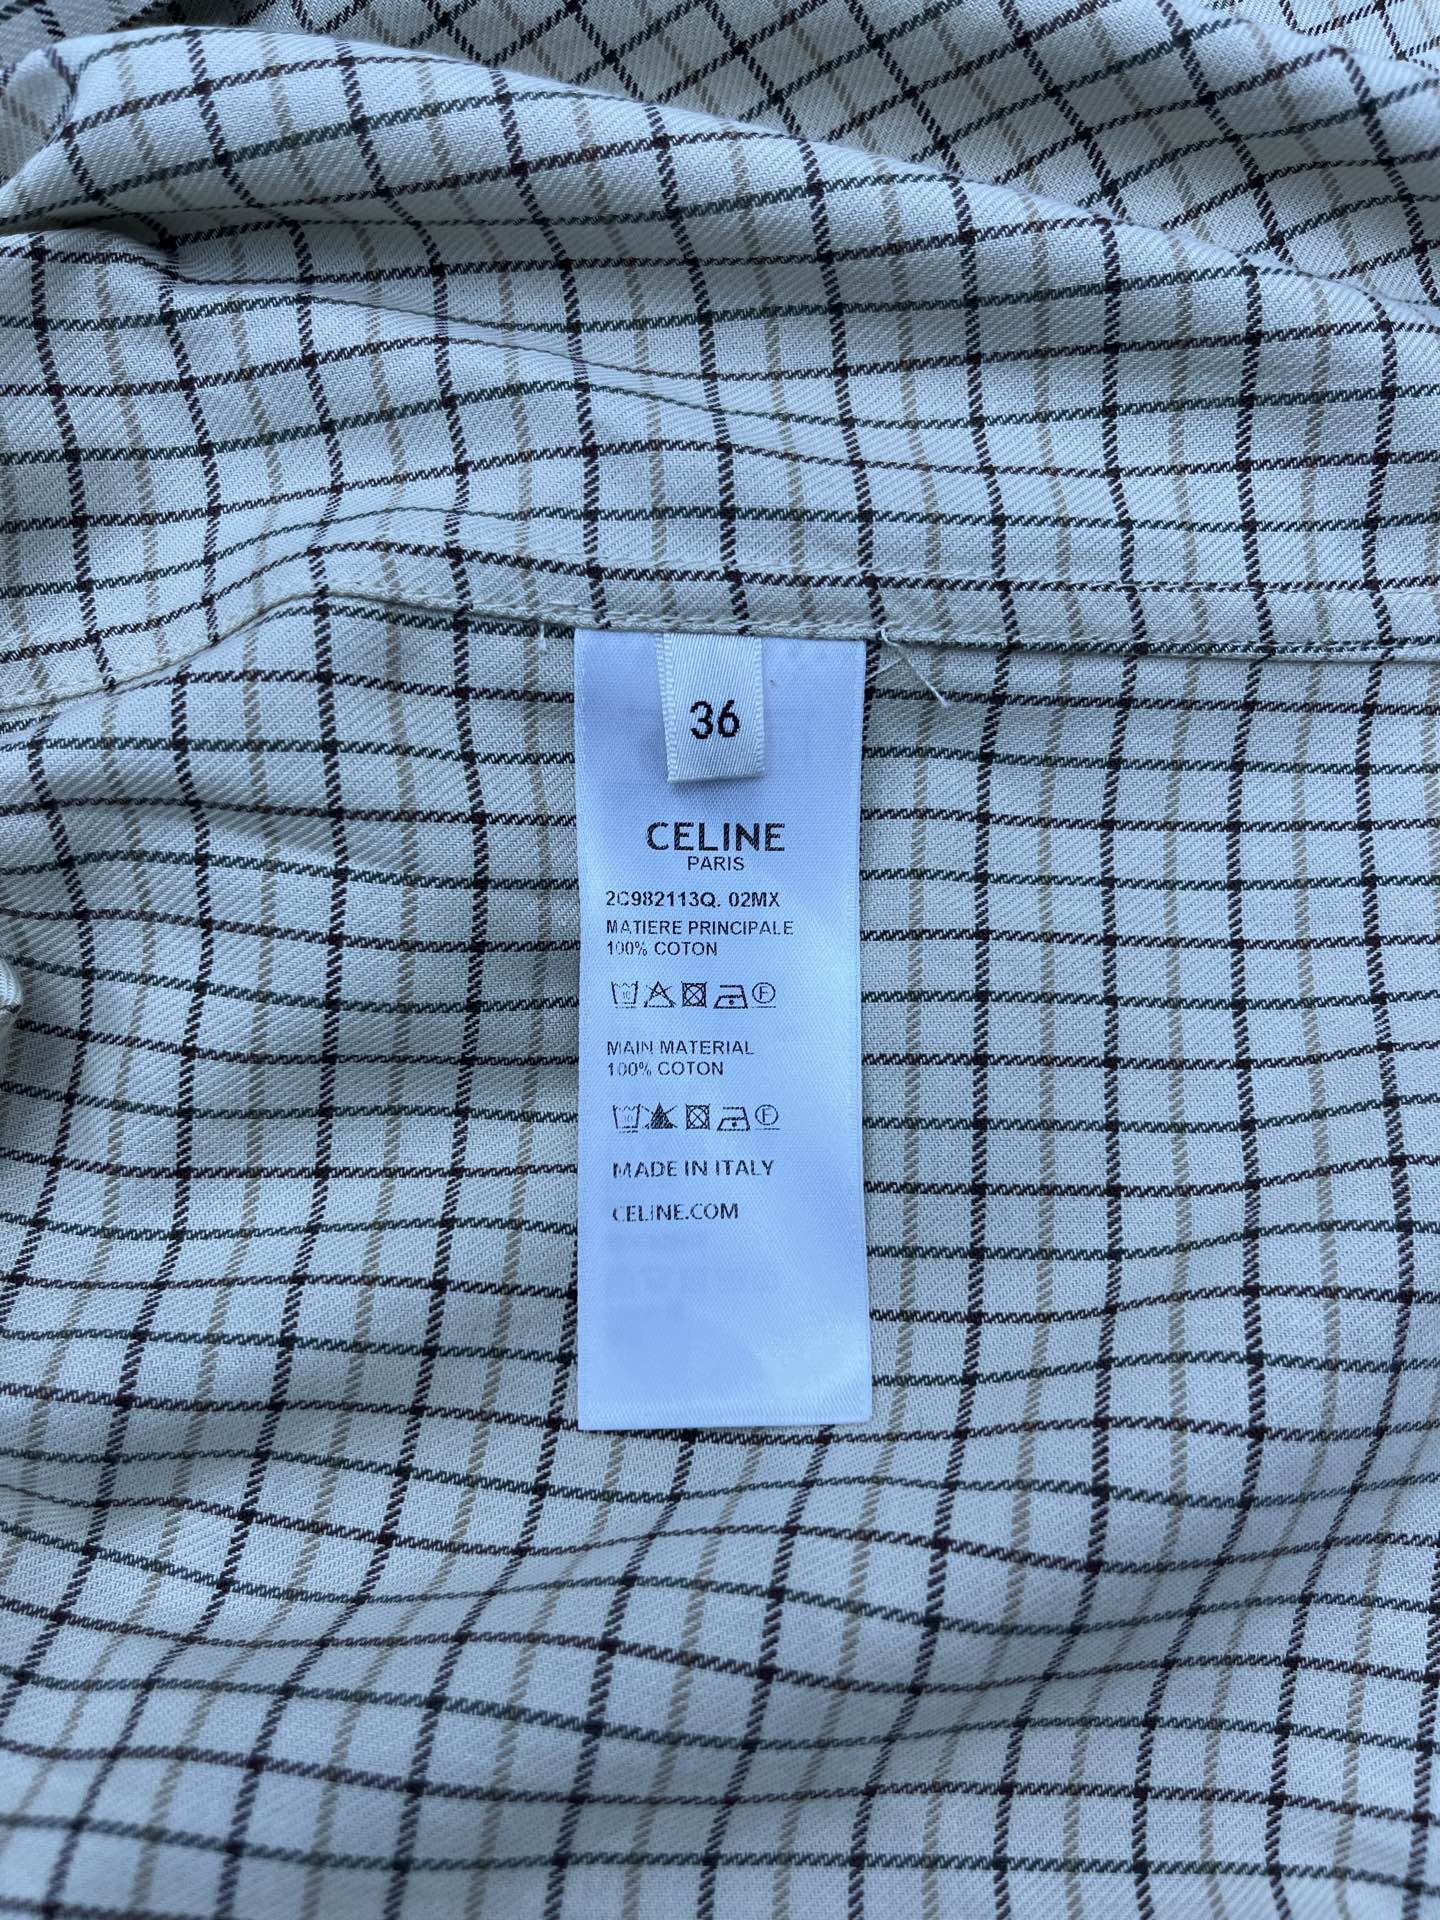 36
CELINE
PARIS
2C982113Q. 02MX
MATIERE PRINCIPALE
100% COTON
F
MAIN MATERIAL
100% COTON
F
MADE IN ITALY
CELINE.COM